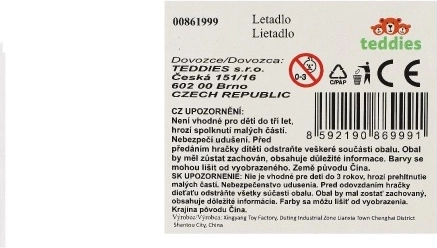 00861999
Letadlo
Lietadlo
teddies
Dovozce/Dovozca:
TEDDIES s.r.o.
Česká 151/16
602 00 Brno
CZECH REPUBLIC
0-3
C/PAP
CE
CZ UPOZORNĚNÍ:
Není vhodné pro děti do tří let,
hrozí spolknutí malých částí.
Nebezpečí udušení. Před
předáním hračky dítěti odstraňte veškeré součásti obalu. Obal
by měl zůstat zachován, obsahuje důležité informace. Barvy se
mohou lišit od vyobrazeného. Země původu Čína.
8 592190 869991
SK UPOZORNENIE: Nie je vhodné pre deti do 3 rokov, hrozí prehltnutie
malých častí. Nebezpečenstvo udusenia. Pred odovzdaním hračky
dieťaťu odstráňte všetky súčasti obalu. Obal by mal zostať zachovaný,
obsahuje dôležité informácie. Farby sa môžu líšiť od vyobrazeného.
Krajina pôvodu Čína.
Výrobce/Výrobca: Kingyang Toy Factory, Duting Industrial Zone Lianxia Town Chenghai District
Shantou City, China